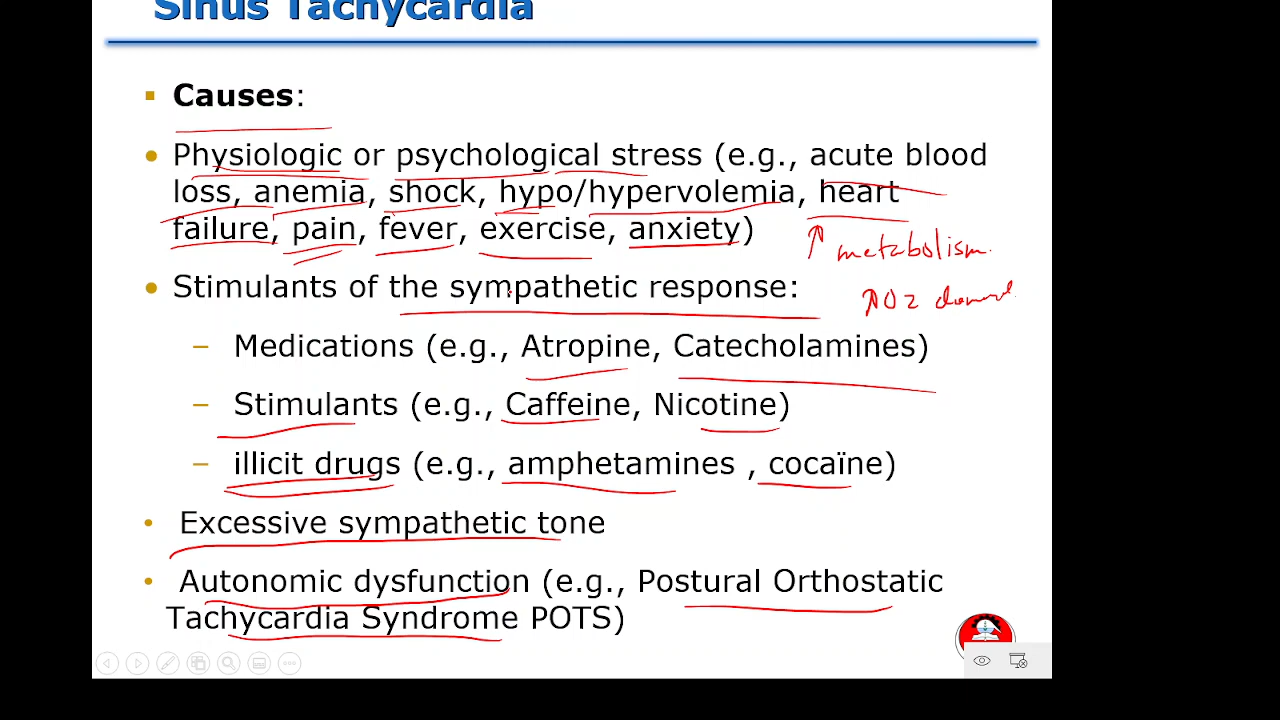 Sinus Tachycardia
Causes:
Physiologic or psychological stress (e.g., acute blood
loss, anemia, shock, hypo/hypervolemia, heart
failure, pain, fever, exercise, anxiety)
↑ metabolism
Stimulants of the sympathetic response:
↑O2 demand
– Medications (e.g., Atropine, Catecholamines)
– Stimulants (e.g., Caffeine, Nicotine)
– illicit drugs (e.g., amphetamines , cocaïne)
Excessive sympathetic tone
Autonomic dysfunction (e.g., Postural Orthostatic
Tachycardia Syndrome POTS)